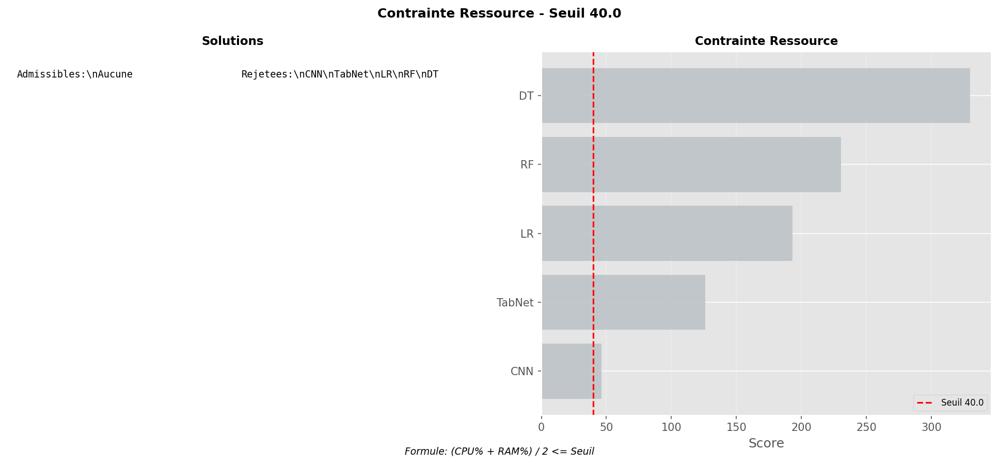 Contrainte Ressource - Seuil 40.0
Solutions
Admissibles:\nAucune
Rejetees:\nCNN\nTabNet\nLR\nRF\nDT
Contrainte Ressource
DT
RF
LR
TabNet
CNN
Seuil 40.0
0 50 100 150 200 250 300
Score
Formule: (CPU% + RAM%) / 2 <= Seuil